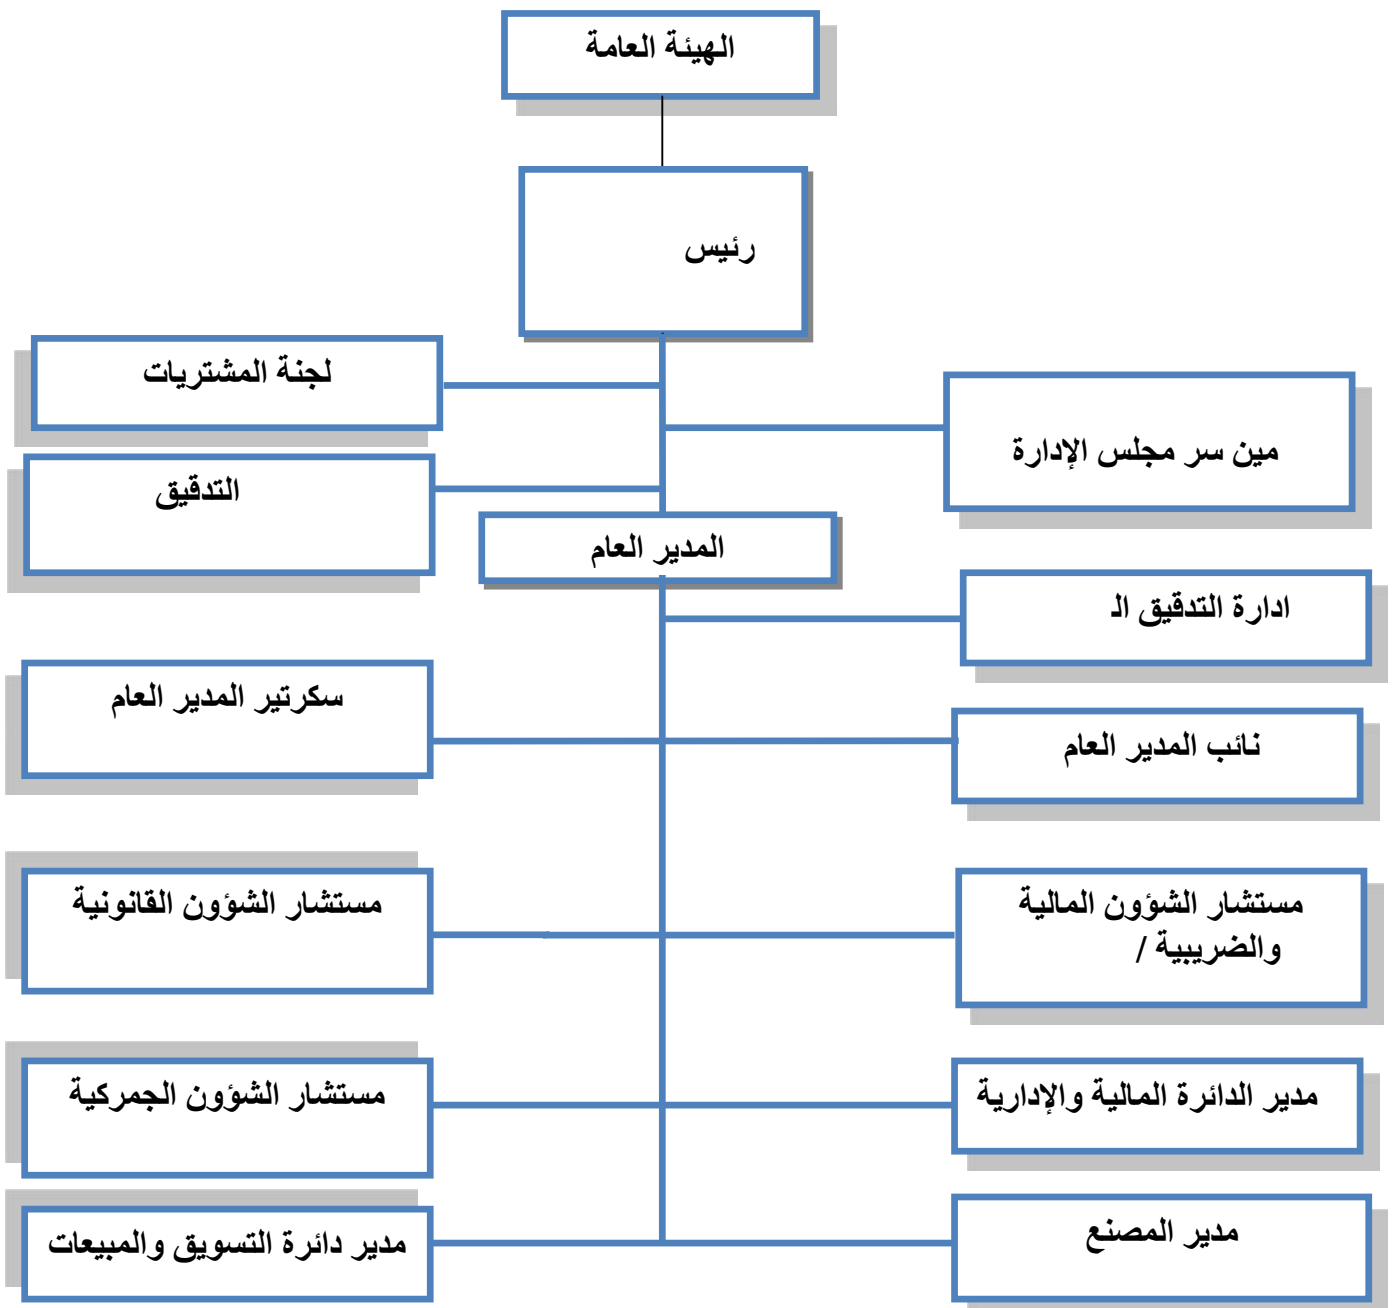 الهيئة العامة
رئيس
لجنة المشتريات
مين سر مجلس الإدارة
التدقيق
المدير العام
ادارة التدقيق الـ
سكرتير المدير العام
نائب المدير العام
مستشار الشؤون القانونية
مستشار الشؤون المالية
والضريبية /
مستشار الشؤون الجمركية
مدير الدائرة المالية والإدارية
مدير دائرة التسويق والمبيعات
مدير المصنع